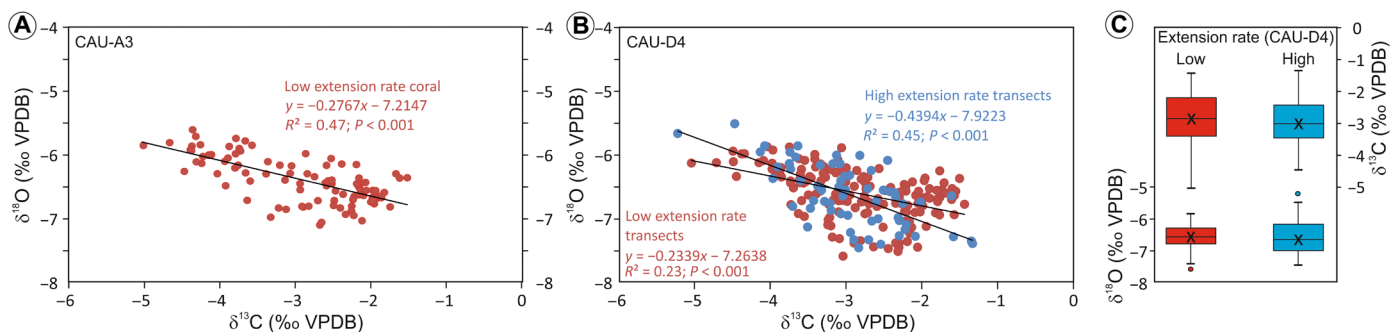 A
CAU-A3
Low extension rate coral
y = −0.2767x − 7.2147
R² = 0.47; P < 0.001
−4
−5
−6
−7
−8
δ¹⁸O (‰ VPDB)
−6
−5
−4
−3
−2
−1
0
δ¹³C (‰ VPDB)
B
CAU-D4
High extension rate transects
y = −0.4394x − 7.9223
R² = 0.45; P < 0.001
Low extension rate
transects
y = −0.2339x − 7.2638
R² = 0.23; P < 0.001
−4
−5
−6
−7
−8
δ¹⁸O (‰ VPDB)
−6
−5
−4
−3
−2
−1
0
δ¹³C (‰ VPDB)
C
Extension rate (CAU-D4)
Low
High
0
−1
−2
−3
−4
−5
δ¹³C (‰ VPDB)
−5
−6
−7
−8
δ¹⁸O (‰ VPDB)